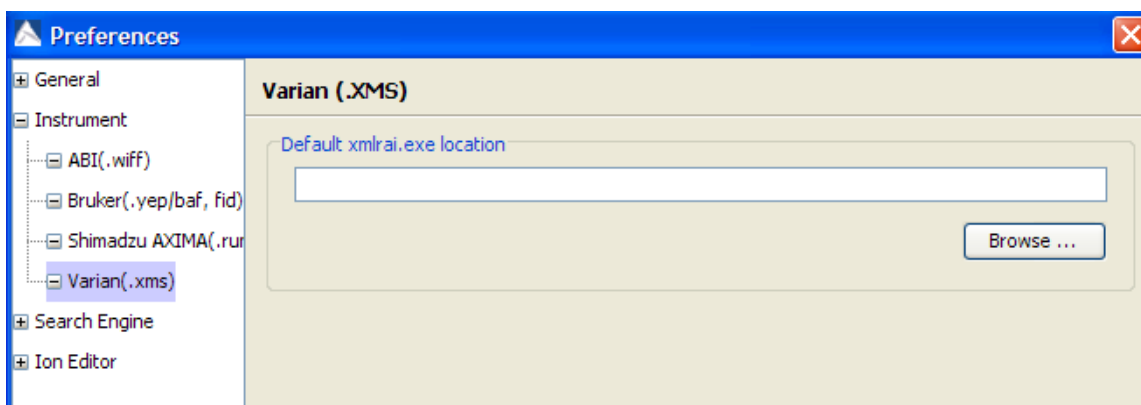 Preferences
General
Instrument
ABI(.wiff)
Bruker(.yep/baf, fid)
Shimadzu AXIMA(.rur
Varian(.xms)
Search Engine
Ion Editor
Varian (.XMS)
Default xmlrai.exe location
Browse ...